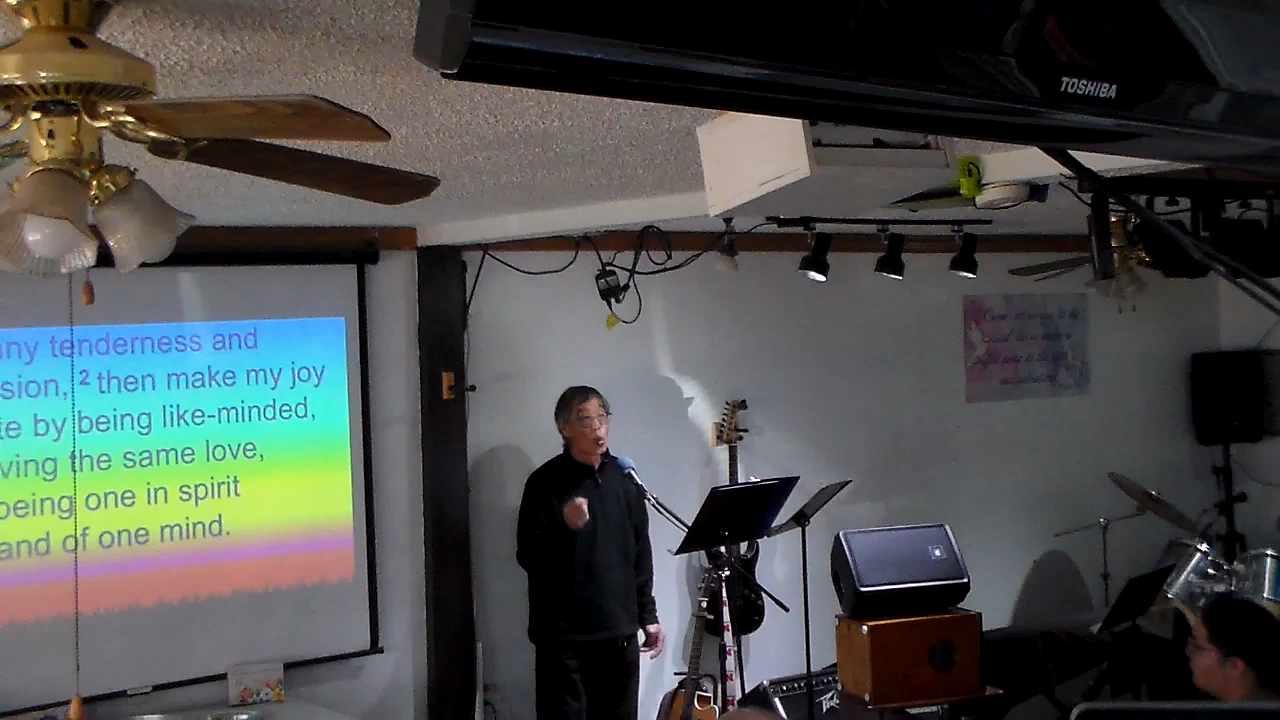 TOSHIBA
ny tenderness and
sion, ² then make my joy
te by being like-minded,
ving the same love,
being one in spirit
and of one mind.